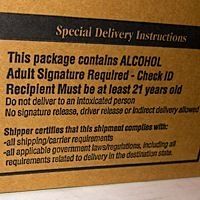 Special Delivery Instructions
This package contains ALCOHOL
Adult Signature Required - Check ID
Recipient Must be at least 21 years old
Do not deliver to an intoxicated person
No signature release, driver release or indirect delivery allowed
Shipper certifies that this shipment complies with:
-all shipping/carrier requirements
-all applicable government laws/regulations, including all
requirements related to delivery in the destination state.